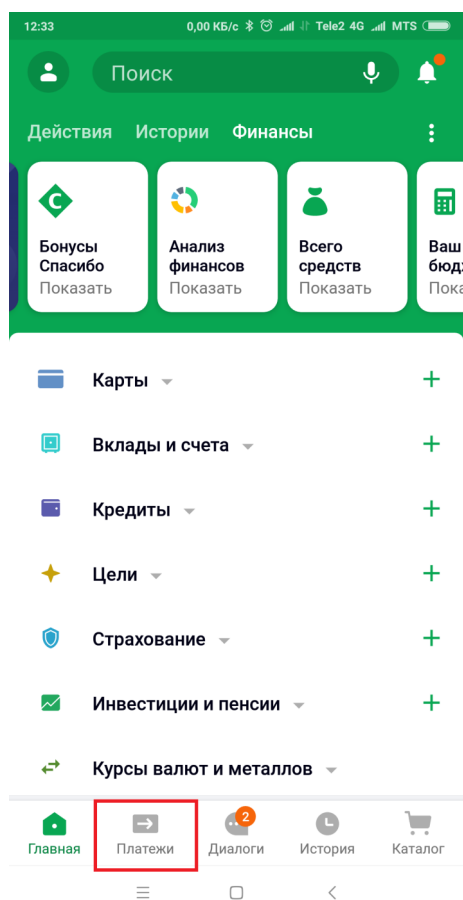 12:33 0,00 КБ/с Tele2 4G MTS
Поиск
Действия Истории Финансы
Бонусы Спасибо Показать
Анализ финансов Показать
Всего средств Показать
Ваш
Карты
Вклады и счета
Кредиты
Цели
Страхование
Инвестиции и пенсии
Курсы валют и металлов
2
Главная Платежи Диалоги История Каталог